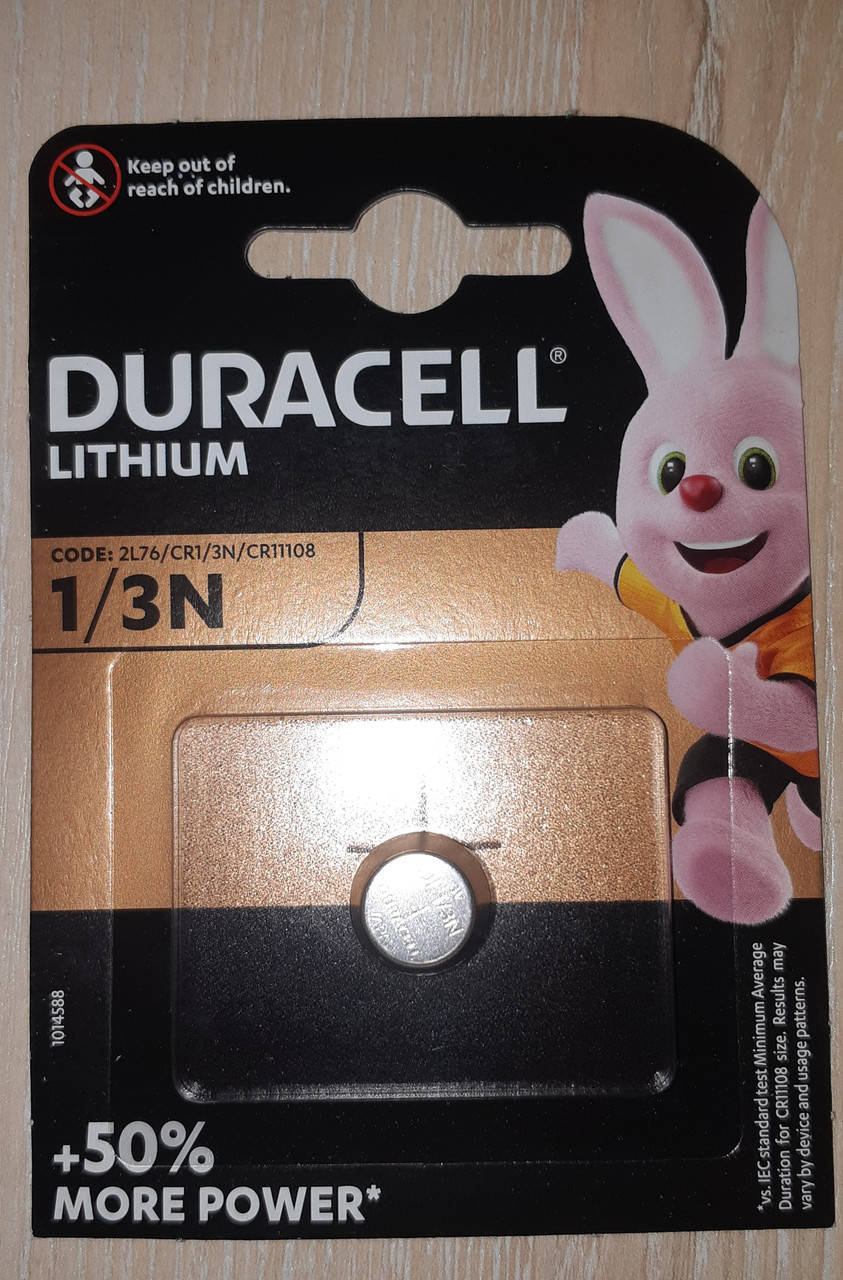 Keep out of
reach of children.
DURACELL®
LITHIUM
CODE: 2L76/CR1/3N/CR11108
1/3N
1014588
+50%
MORE POWER*
*vs. IEC standard test Minimum Average
Duration for CR11108 size. Results may
vary by device and usage patterns.